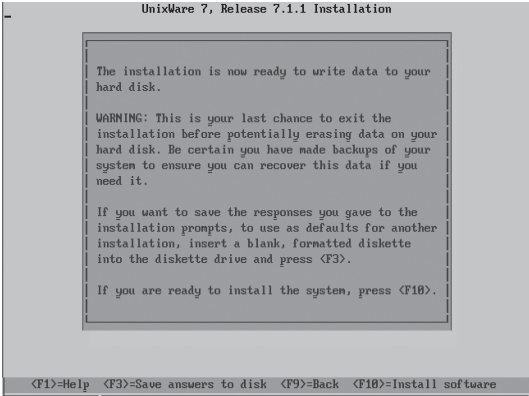 UnixWare 7, Release 7.1.1 Installation
The installation is now ready to write data to your
hard disk.
WARNING: This is your last chance to exit the
installation before potentially erasing data on your
hard disk. Be certain you have made backups of your
system to ensure you can recover this data if you
need it.
If you want to save the responses you gave to the
installation prompts, to use as defaults for another
installation, insert a blank, formatted diskette
into the diskette drive and press <F3>.
If you are ready to install the system, press <F10>.
<F1>=Help <F3>=Save answers to disk <F9>=Back <F10>=Install software